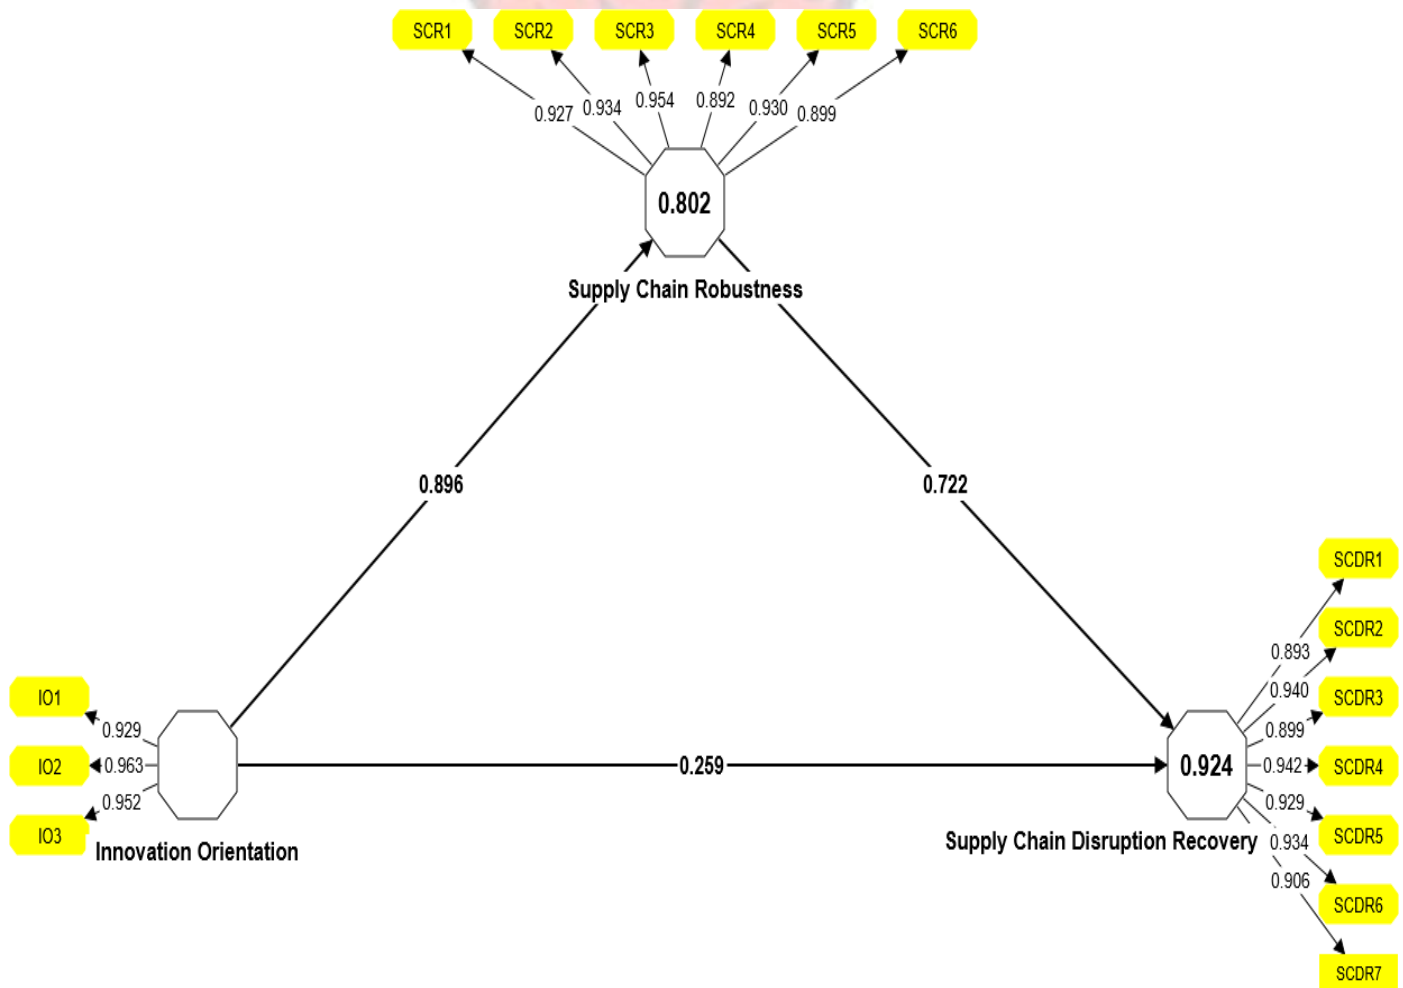 SCR1 SCR2 SCR3 SCR4 SCR5 SCR6
0.927 0.934 0.954 0.892 0.930 0.899
0.802
Supply Chain Robustness
0.896 0.722
SCDR1
SCDR2
0.893
IO1
0.940
SCDR3
0.929
0.899
IO2
0.963
0.259
0.924
0.942
SCDR4
0.952
0.929
IO3
SCDR5
Innovation Orientation
Supply Chain Disruption Recovery
0.934
0.906
SCDR6
SCDR7